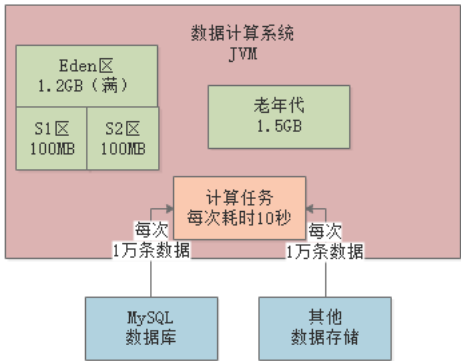 数据计算系统
JVM
Eden区
1.2GB（满）
S1区
100MB
S2区
100MB
老年代
1.5GB
计算任务
每次耗时10秒
每次
1万条数据
每次
1万条数据
MySQL
数据库
其他
数据存储